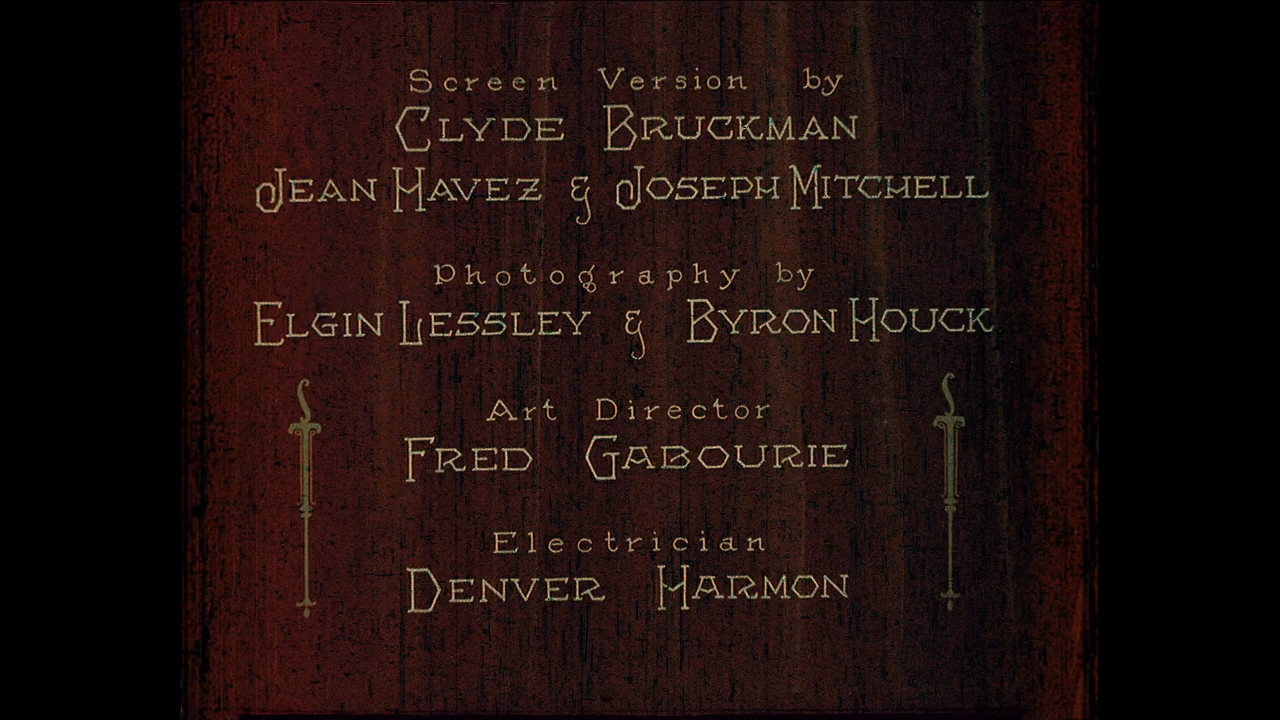 Screen Version by
CLYDE BRUCKMAN
JEAN HAVEZ & JOSEPH MITCHELL
Photography by
ELGIN LESSLEY & BYRON HOUCK
Art Director
FRED GABOURIE
Electrician
DENVER HARMON